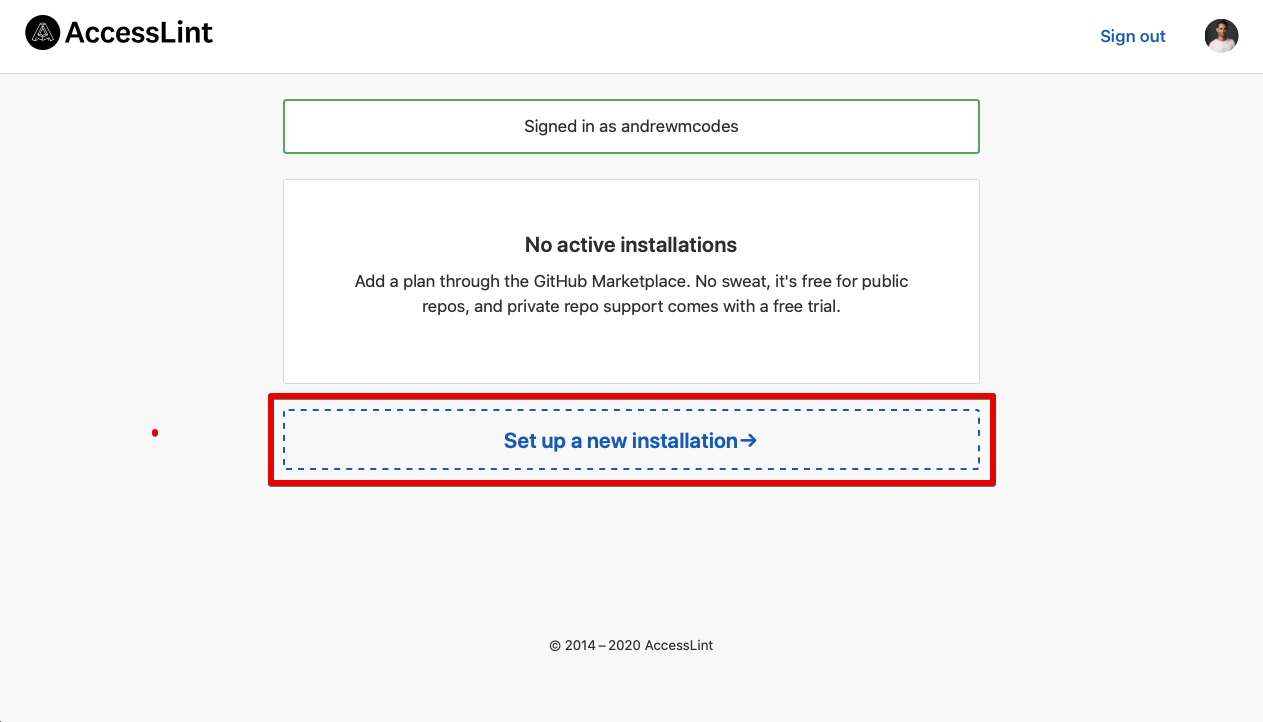 AccessLint
Sign out
Signed in as andrewmcodes
No active installations
Add a plan through the GitHub Marketplace. No sweat, it's free for public
repos, and private repo support comes with a free trial.
Set up a new installation→
© 2014 – 2020 AccessLint